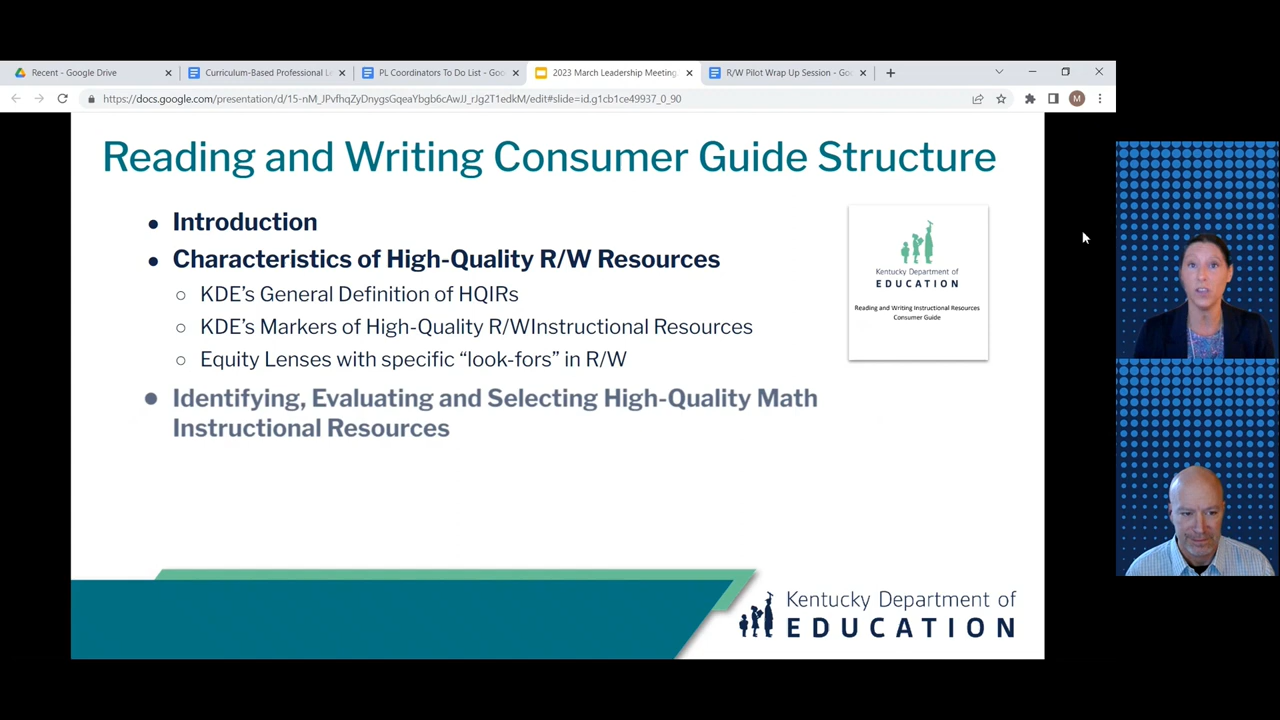 Recent - Google Drive
Curriculum-Based Professional Le
PL Coordinators To Do List - Goo
2023 March Leadership Meeting
R/W Pilot Wrap Up Session - Goo
https://docs.google.com/presentation/d/15-nM_JPvfhqZyDnygsGqeaYbgb6cAwJJ_rJg2T1edkM/edit#slide=id.g1cb1ce49937_0_90
M
Reading and Writing Consumer Guide Structure
• Introduction
• Characteristics of High-Quality R/W Resources
○ KDE's General Definition of HQIRs
○ KDE's Markers of High-Quality R/WInstructional Resources
○ Equity Lenses with specific “look-fors” in R/W
• Identifying, Evaluating and Selecting High-Quality Math
Instructional Resources
Kentucky Department of
EDUCATION
Reading and Writing Instructional Resources
Consumer Guide
Kentucky Department of
EDUCATION